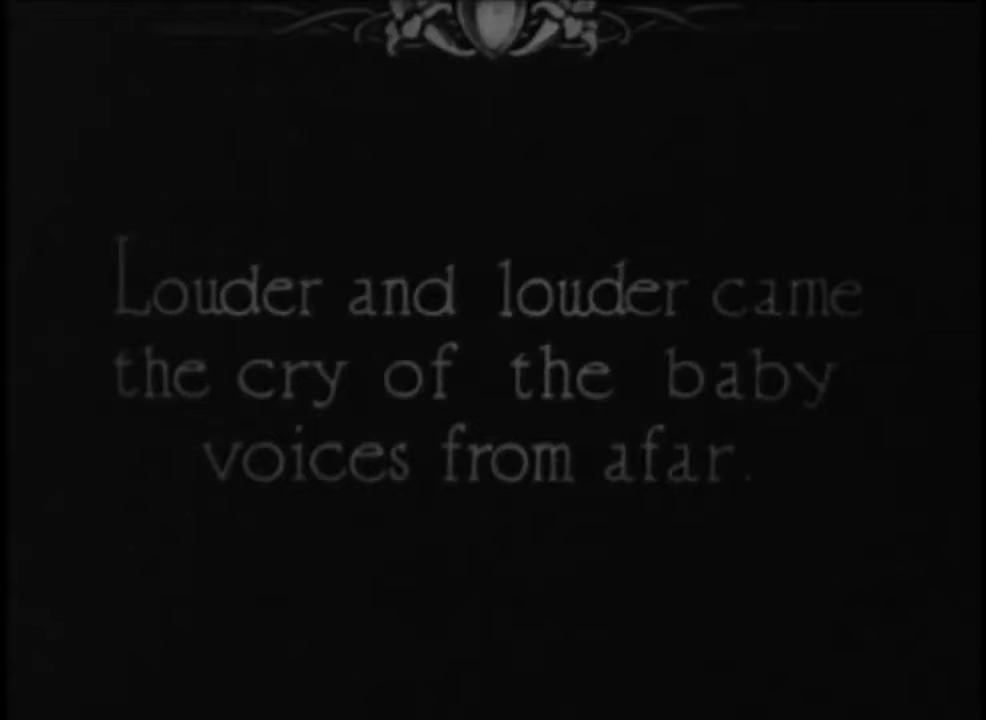 Louder and louder came
the cry of the baby
voices from afar.